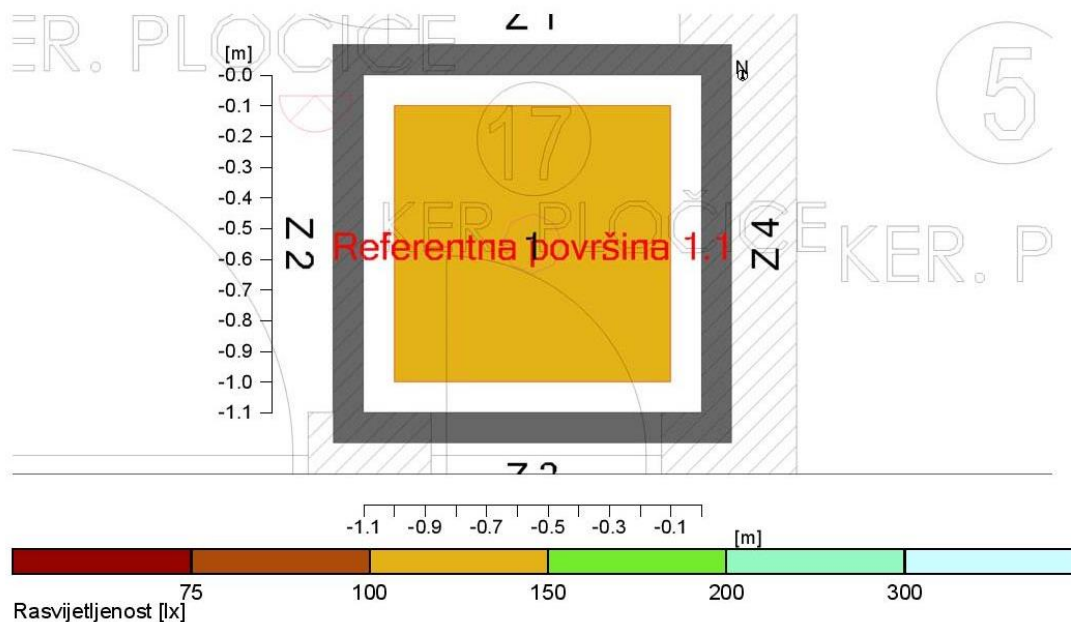 Z 1
ER. PLOČICE
[m]
N
-0.0
-0.1
-0.2
-0.3
-0.4
-0.5
-0.6
-0.7
-0.8
-0.9
-1.0
-1.1
17
5
KER. PLOČICE
KER. P
Z 2
Referentna površina 1.1
1
Z 4
-1.1 -0.9 -0.7 -0.5 -0.3 -0.1
[m]
75 100 150 200 300
Rasvijetljenost [lx]